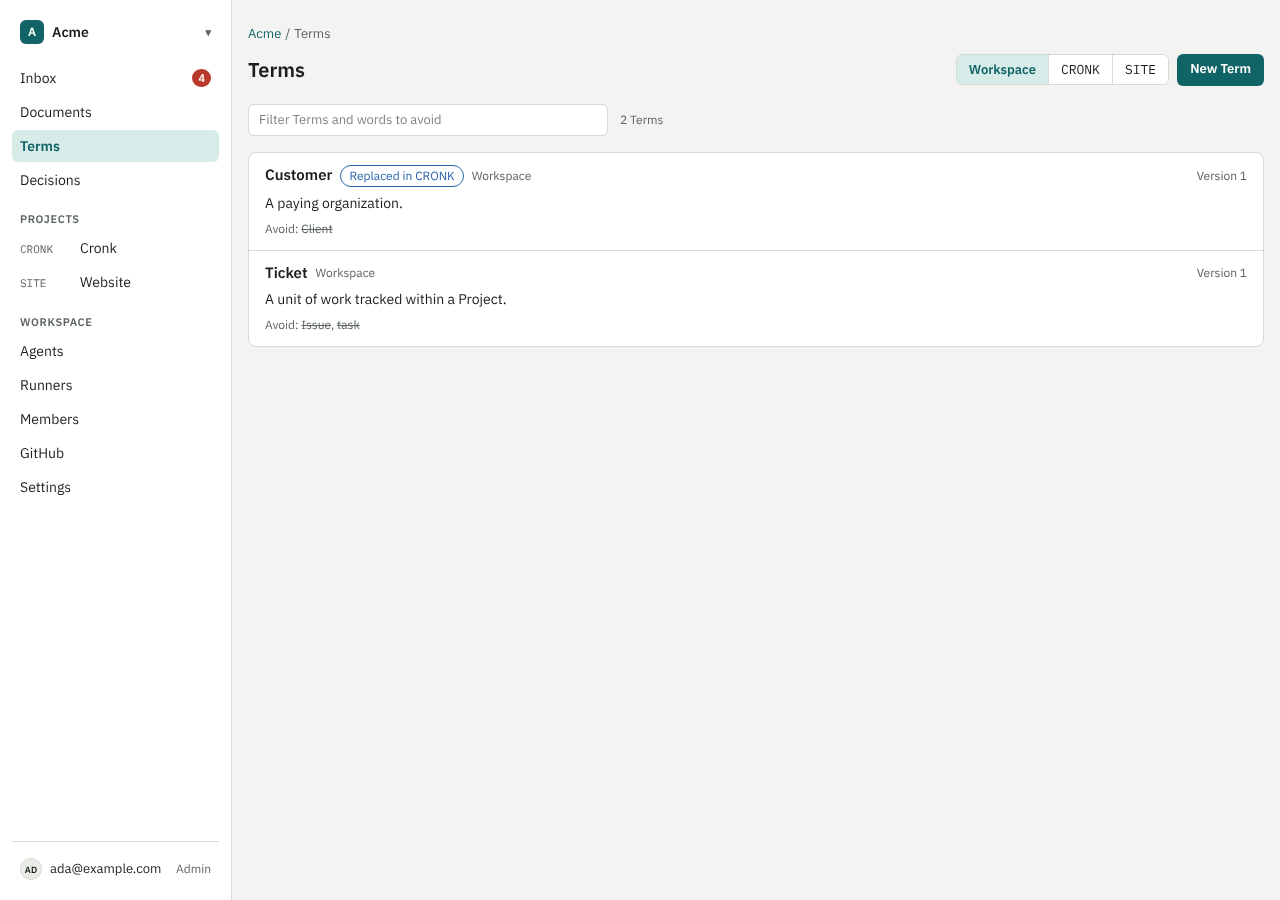 A Acme ▾
Inbox 4
Documents
Terms
Decisions
PROJECTS
CRONK Cronk
SITE Website
WORKSPACE
Agents
Runners
Members
GitHub
Settings
AD ada@example.com Admin
Acme / Terms
Terms
Workspace CRONK SITE New Term
Filter Terms and words to avoid 2 Terms
Customer Replaced in CRONK Workspace Version 1
A paying organization.
Avoid: Client
Ticket Workspace Version 1
A unit of work tracked within a Project.
Avoid: Issue, task